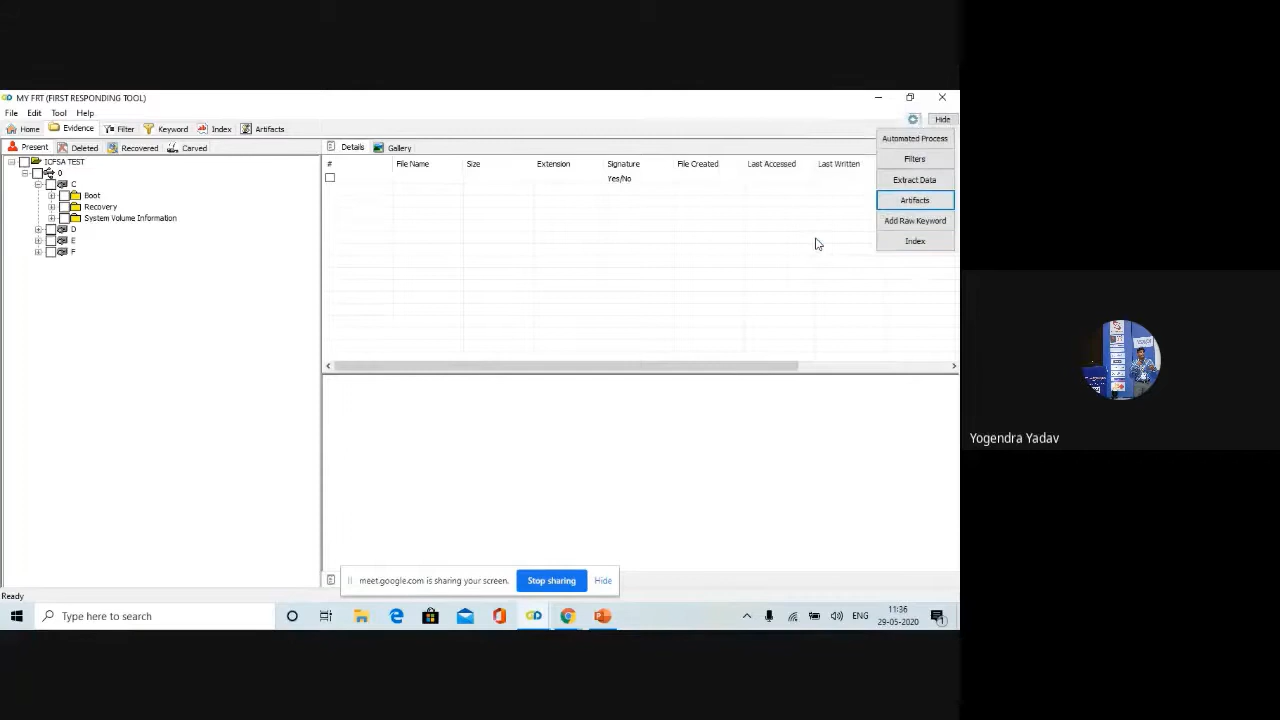 MY FRT (FIRST RESPONDING TOOL)
File Edit Tool Help
Hide
Home Evidence Filter Keyword Index Artifacts
Present Deleted Recovered Carved
Details Gallery
Automated Process
Filters
Extract Data
Artifacts
Add Raw Keyword
Index
ICFSA TEST
0
C
Boot
Recovery
System Volume Information
D
E
F
# File Name Size Extension Signature File Created Last Accessed Last Written
Yes/No
Yogendra Yadav
meet.google.com is sharing your screen. Stop sharing Hide
Ready
Type here to search
ENG
11:36
29-05-2020
1